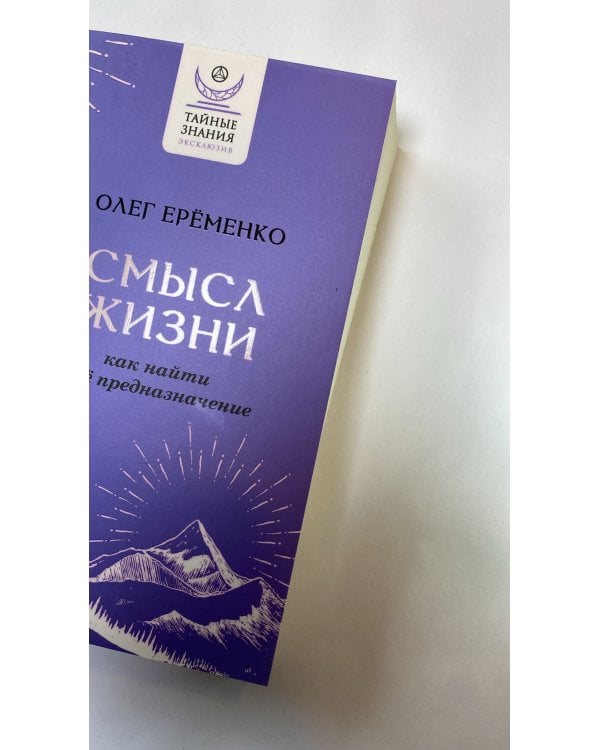 ТАЙНЫЕ
ЗНАНИЯ
ЭКСКЛЮЗИВ
ОЛЕГ ЕРЁМЕНКО
СМЫСЛ
ЖИЗНИ
как найти
предназначение